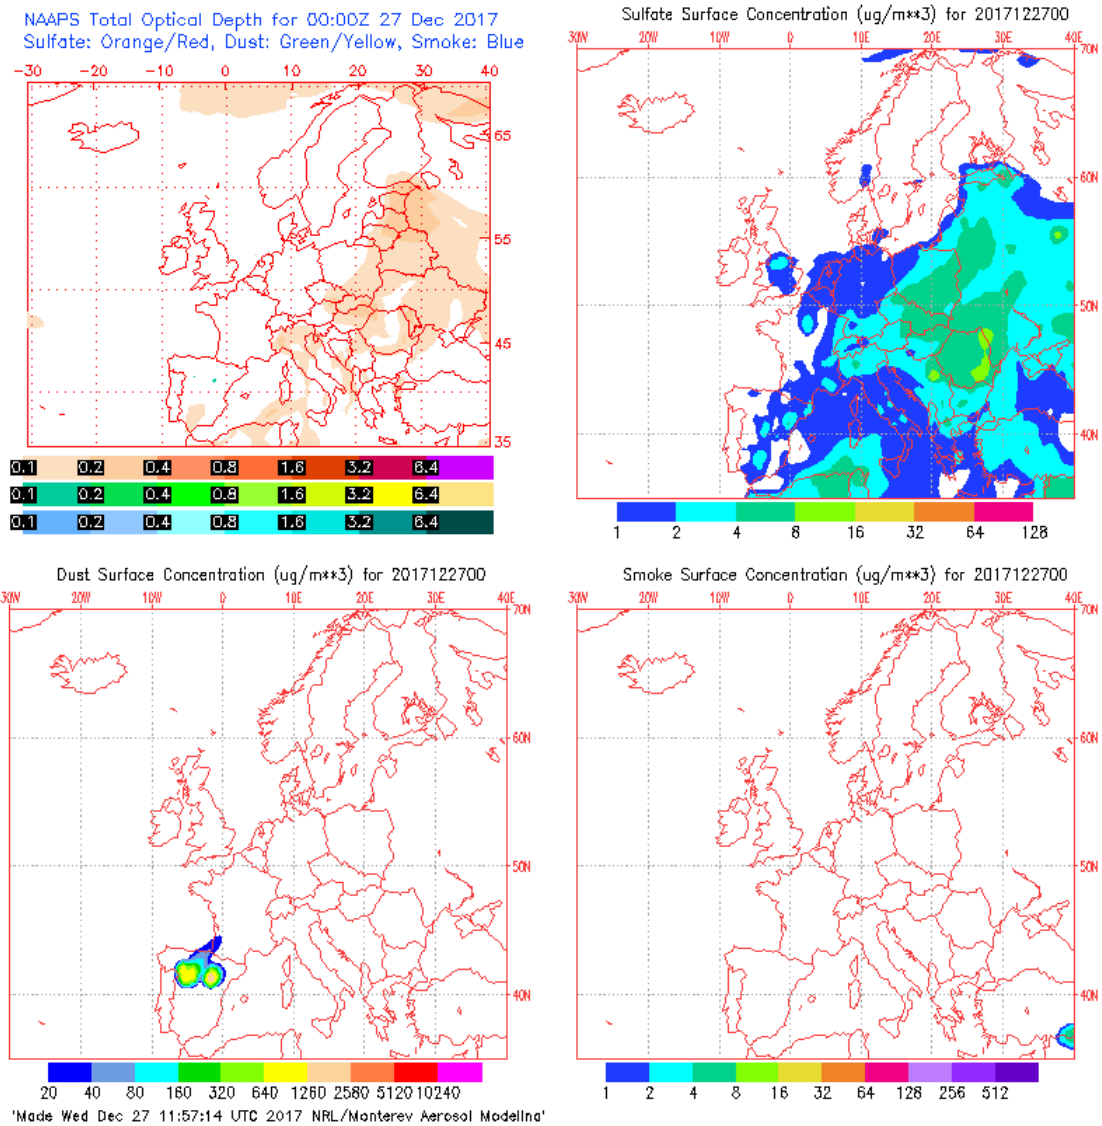 NAAPS Total Optical Depth for 00:00Z 27 Dec 2017
Sulfate: Orange/Red, Dust: Green/Yellow, Smoke: Blue
-30 -20 -10 0 10 20 30 40
65
55
45
35
0.1 0.2 0.4 0.8 1.6 3.2 6.4
0.1 0.2 0.4 0.8 1.6 3.2 6.4
0.1 0.2 0.4 0.8 1.6 3.2 6.4
Sulfate Surface Concentration (ug/m**3) for 2017122700
30W 20W 10W 0 10E 20E 30E 40E
70N
60N
50N
40N
1 2 4 8 16 32 64 128
Dust Surface Concentration (ug/m**3) for 2017122700
30W 20W 10W 0 10E 20E 30E 40E
70N
60N
50N
40N
20 40 80 160 320 640 1260 2580 5120 10240
'Made Wed Dec 27 11:57:14 UTC 2017 NRL/Monterey Aerosol Modeling'
Smoke Surface Concentration (ug/m**3) for 2017122700
30W 20W 10W 0 10E 20E 30E 40E
70N
60N
50N
40N
1 2 4 8 16 32 64 128 256 512